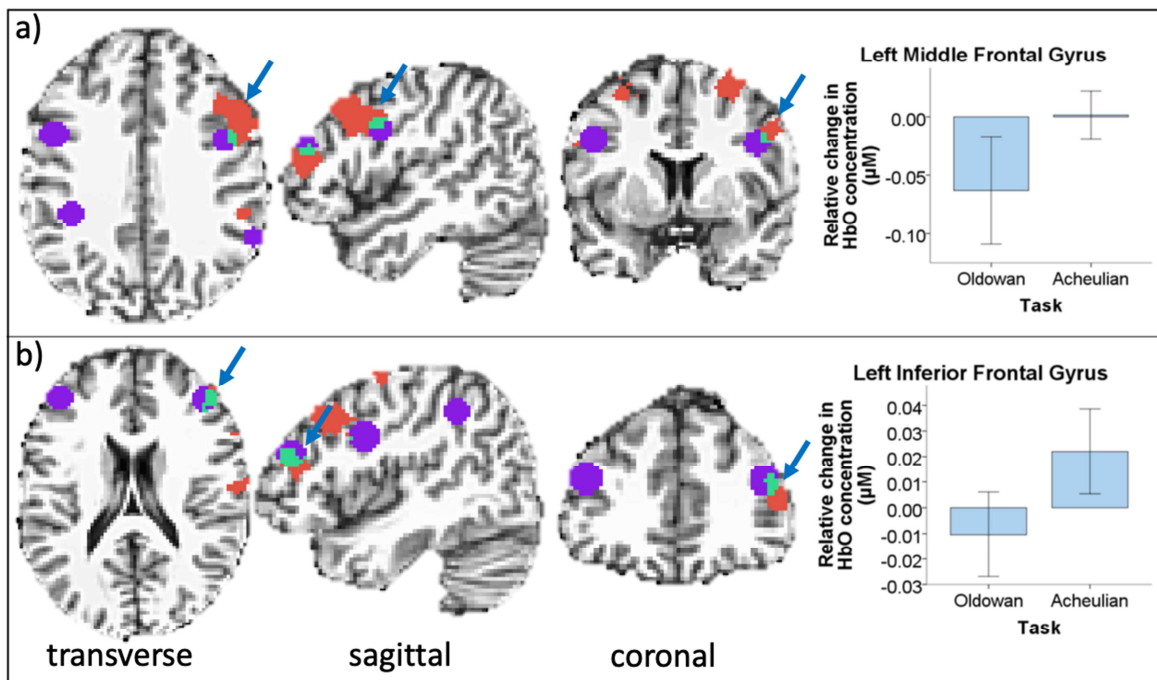 a)
Left Middle Frontal Gyrus
Relative change in
HbO concentration
(µM)
0.00
-0.05
-0.10
Oldowan Acheulian
Task
b)
Left Inferior Frontal Gyrus
Relative change in
HbO concentration
(µM)
0.04
0.03
0.02
0.01
0.00
-0.01
-0.02
-0.03
Oldowan Acheulian
Task
transverse sagittal coronal